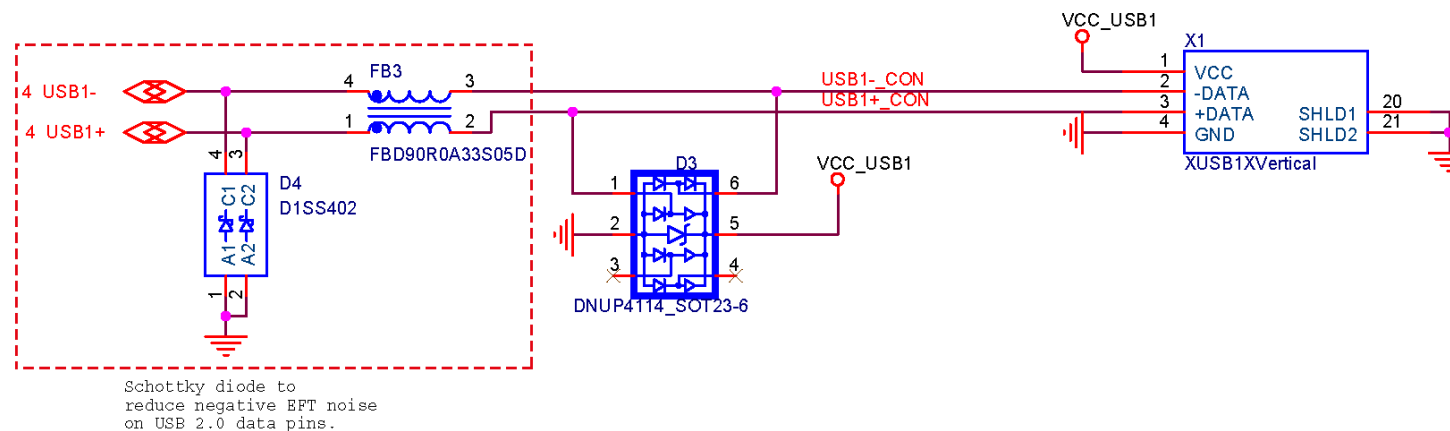 VCC_USB1
X1
FB3
4 USB1-
4
3
USB1-_CON
1
VCC
2
-DATA
USB1+_CON
3
+DATA
SHLD1
20
4 USB1+
1
2
4
GND
SHLD2
21
FBD90R0A33S05D
XUSB1XVertical
4
3
D4
D1SS402
C1
C2
A1
A2
1
2
D3
VCC_USB1
1
6
2
5
3
4
DNUP4114_SOT23-6
Schottky diode to
reduce negative EFT noise
on USB 2.0 data pins.